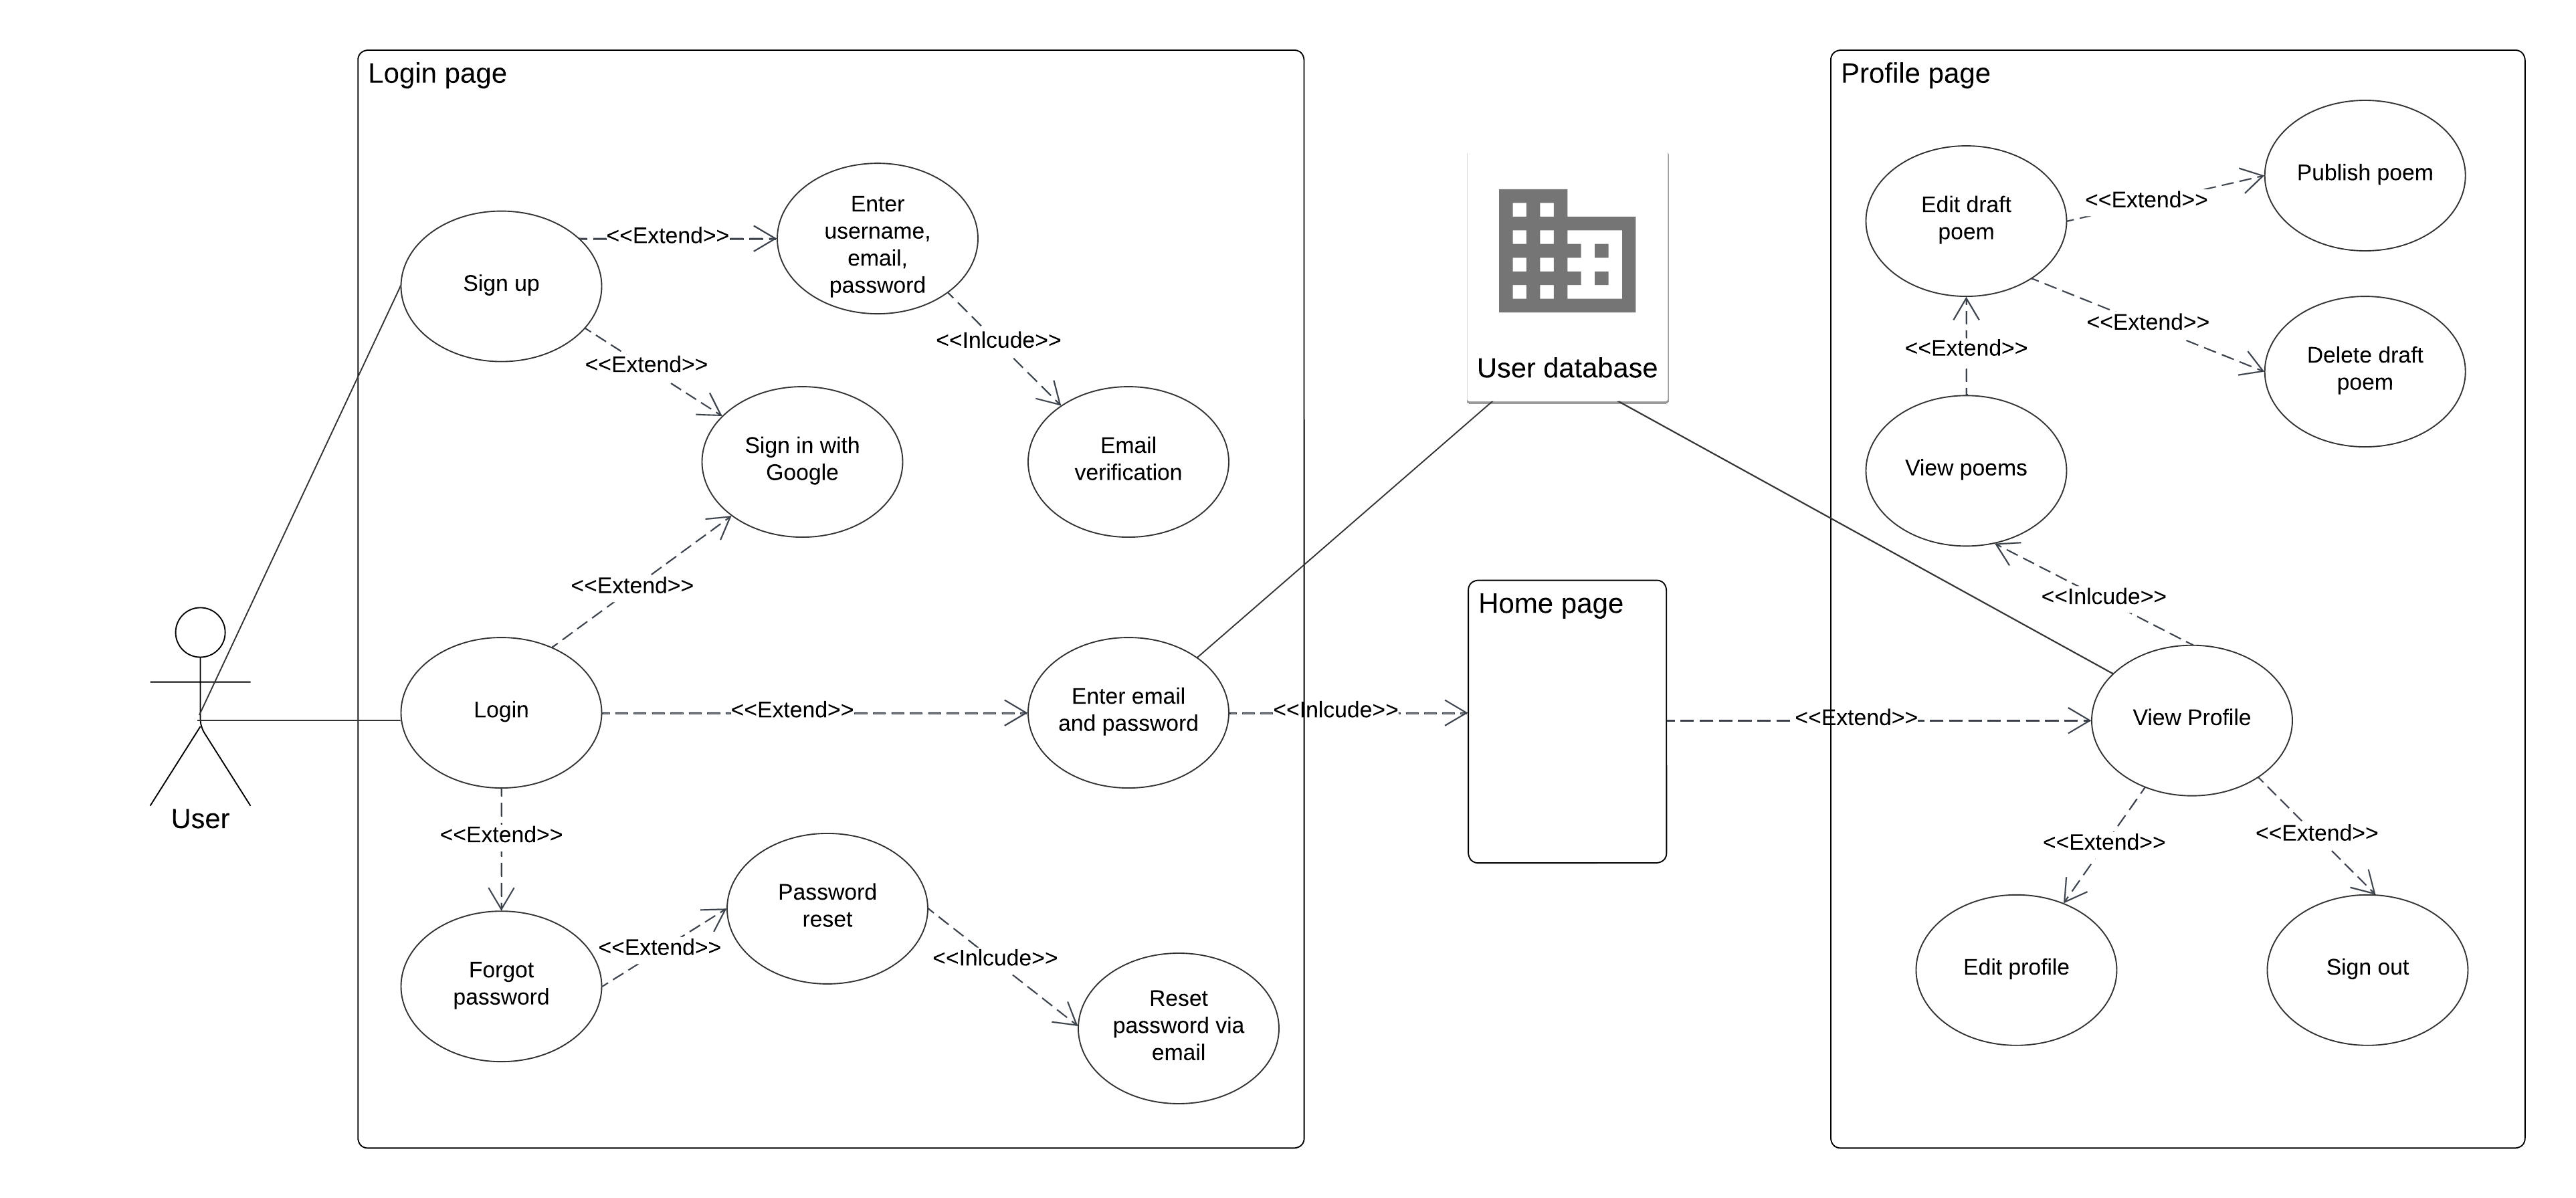 Login page
Sign up
<<Extend>>
Enter
username,
email,
password
<<Extend>>
<<Inlcude>>
Sign in with
Google
Email
verification
<<Extend>>
User
Login
<<Extend>>
Enter email
and password
<<Inlcude>>
<<Extend>>
Forgot
password
<<Extend>>
Password
reset
<<Inlcude>>
Reset
password via
email
User database
Home page
<<Extend>>
Profile page
Edit draft
poem
<<Extend>>
Publish poem
<<Extend>>
Delete draft
poem
<<Extend>>
View poems
<<Inlcude>>
View Profile
<<Extend>>
<<Extend>>
Edit profile
Sign out